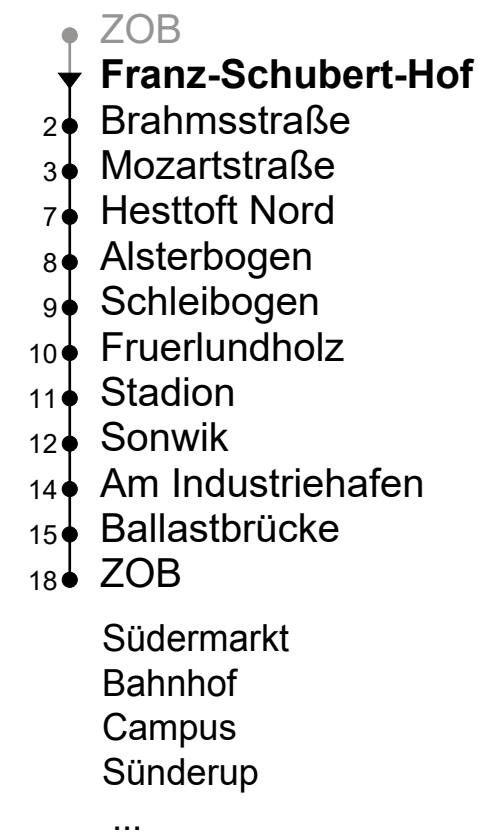 ZOB
Franz-Schubert-Hof
2 Brahmsstraße
3 Mozartstraße
7 Hesttoft Nord
8 Alsterbogen
9 Schleibogen
10 Fruerlundholz
11 Stadion
12 Sonwik
14 Am Industriehafen
15 Ballastbrücke
18 ZOB
Südermarkt
Bahnhof
Campus
Sünderup
...